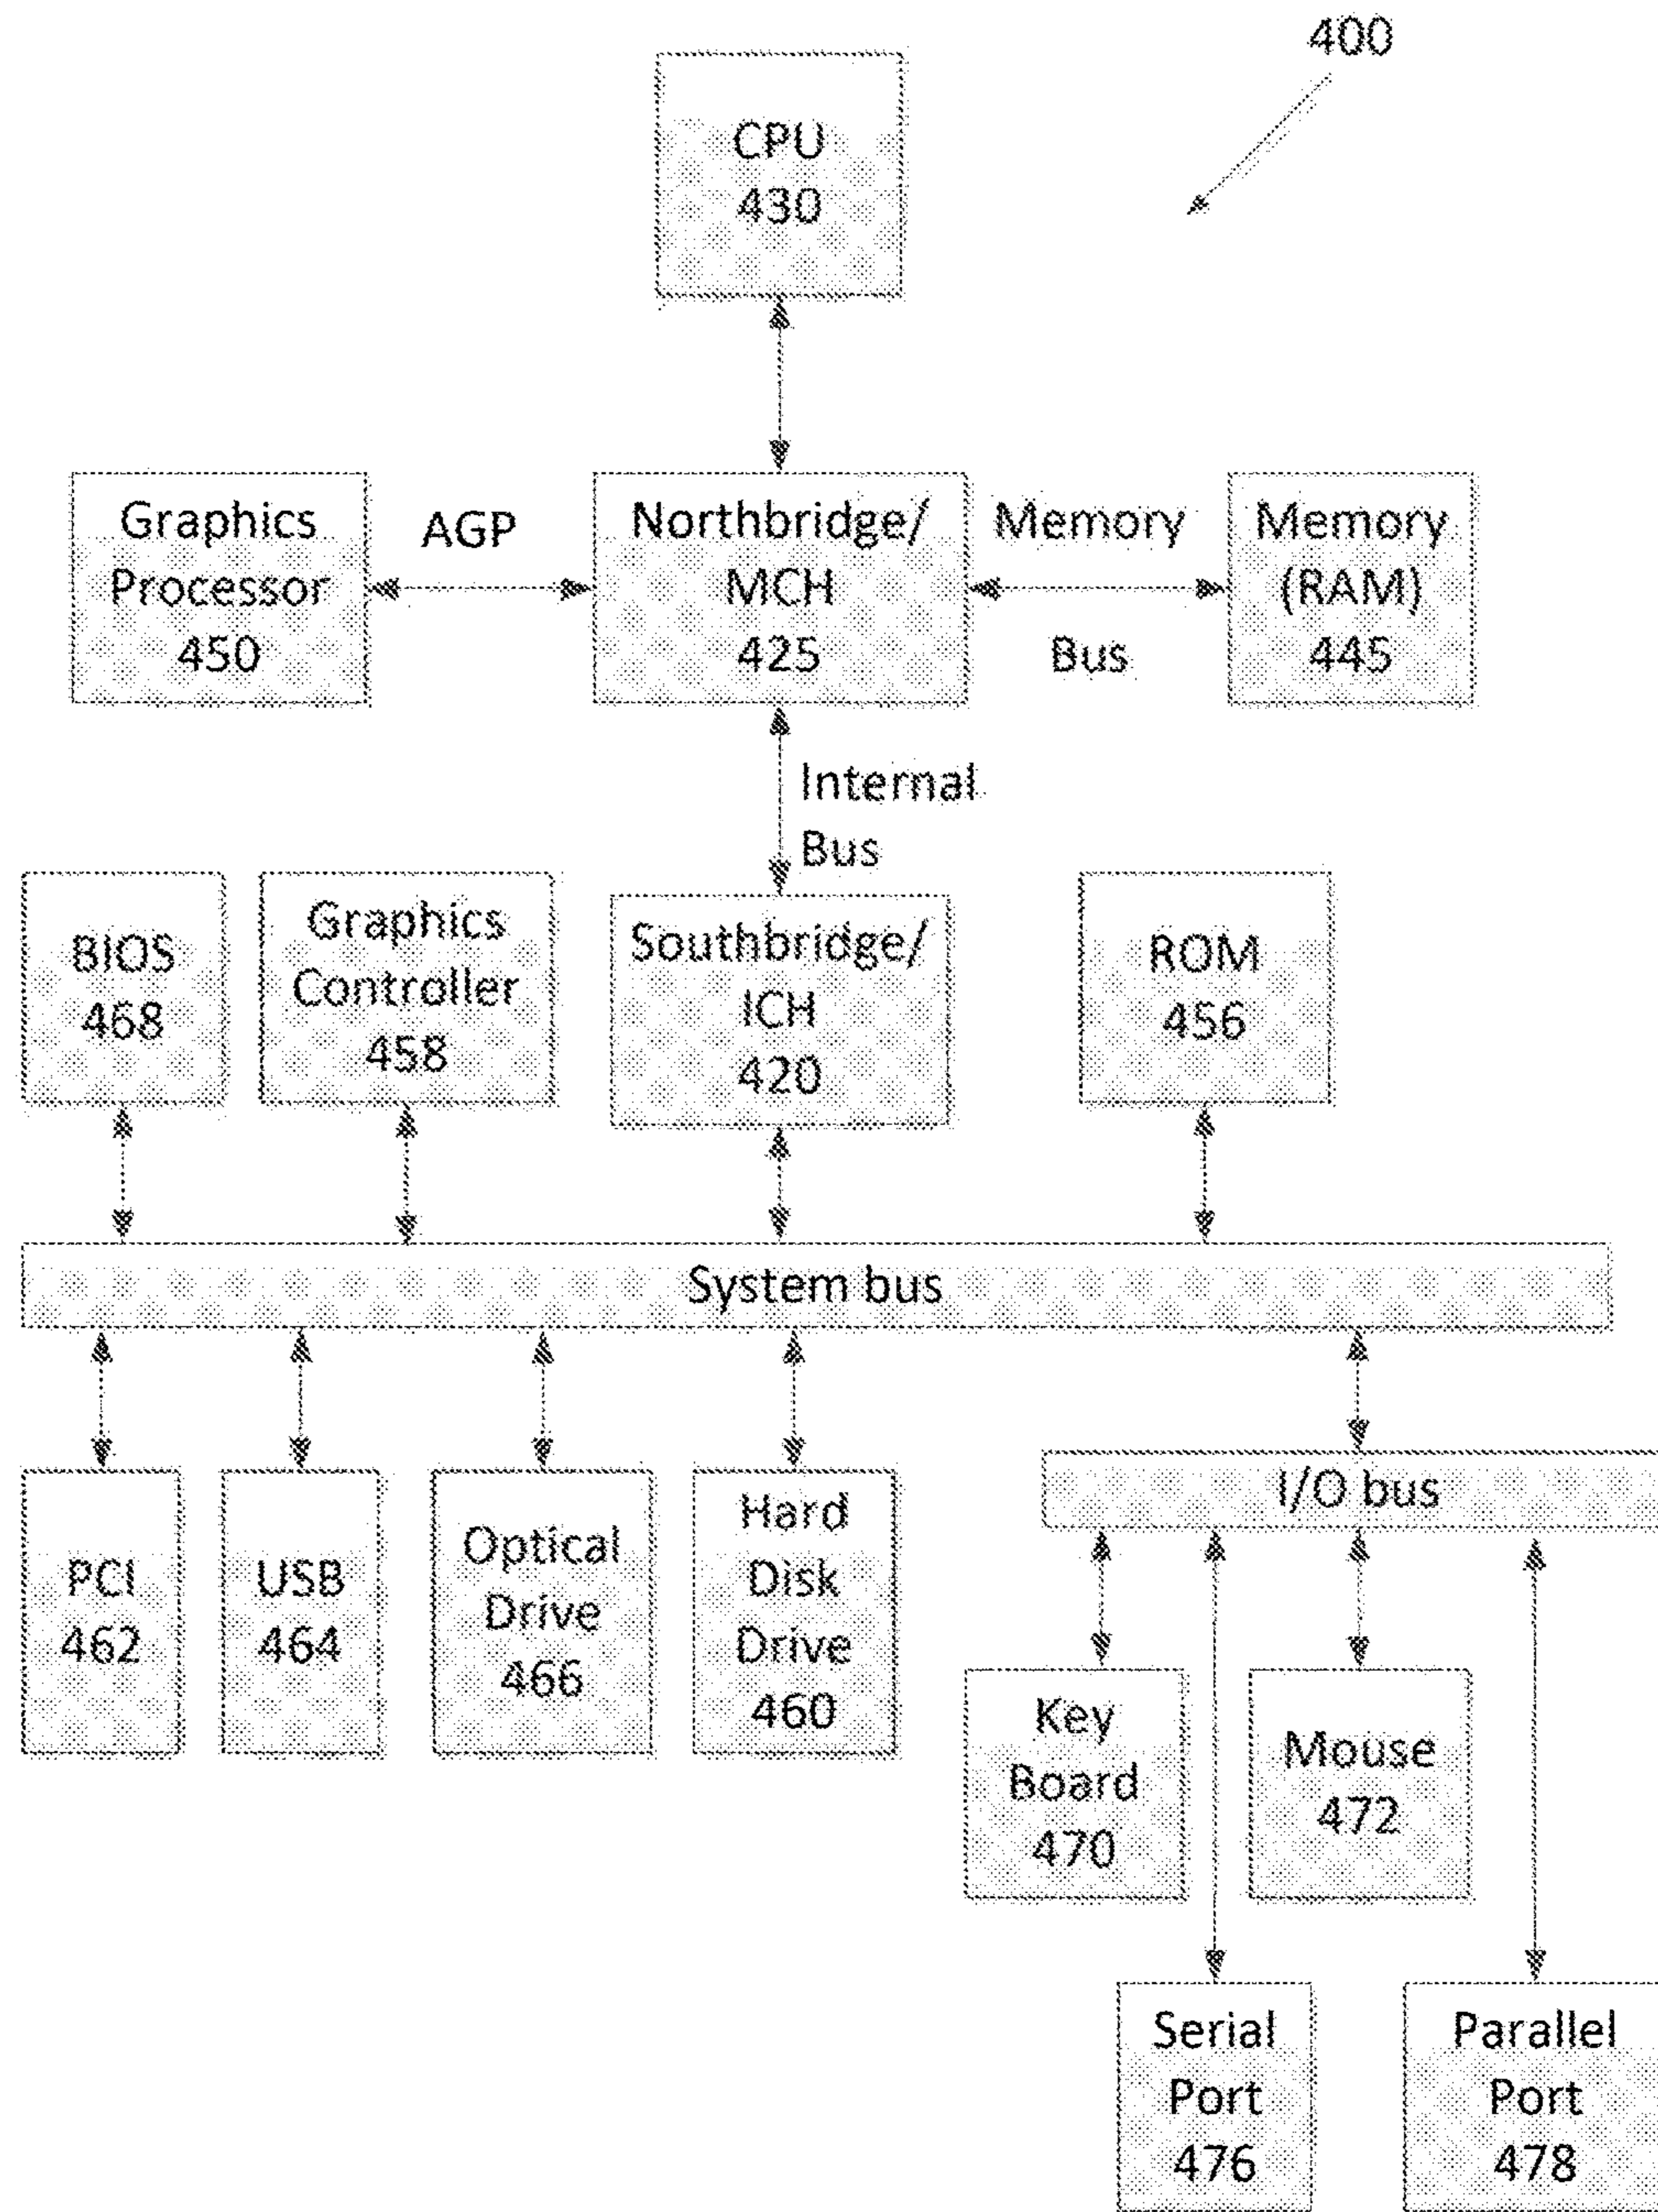 400
CPU
430
Graphics
Processor
450
AGP
Northbridge/
MCH
425
Memory
Bus
Memory
(RAM)
445
Internal
Bus
BIOS
468
Graphics
Controller
458
Southbridge/
ICH
420
ROM
456
System bus
PCI
462
USB
464
Optical
Drive
466
Hard
Disk
Drive
460
I/O bus
Key
Board
470
Mouse
472
Serial
Port
476
Parallel
Port
478